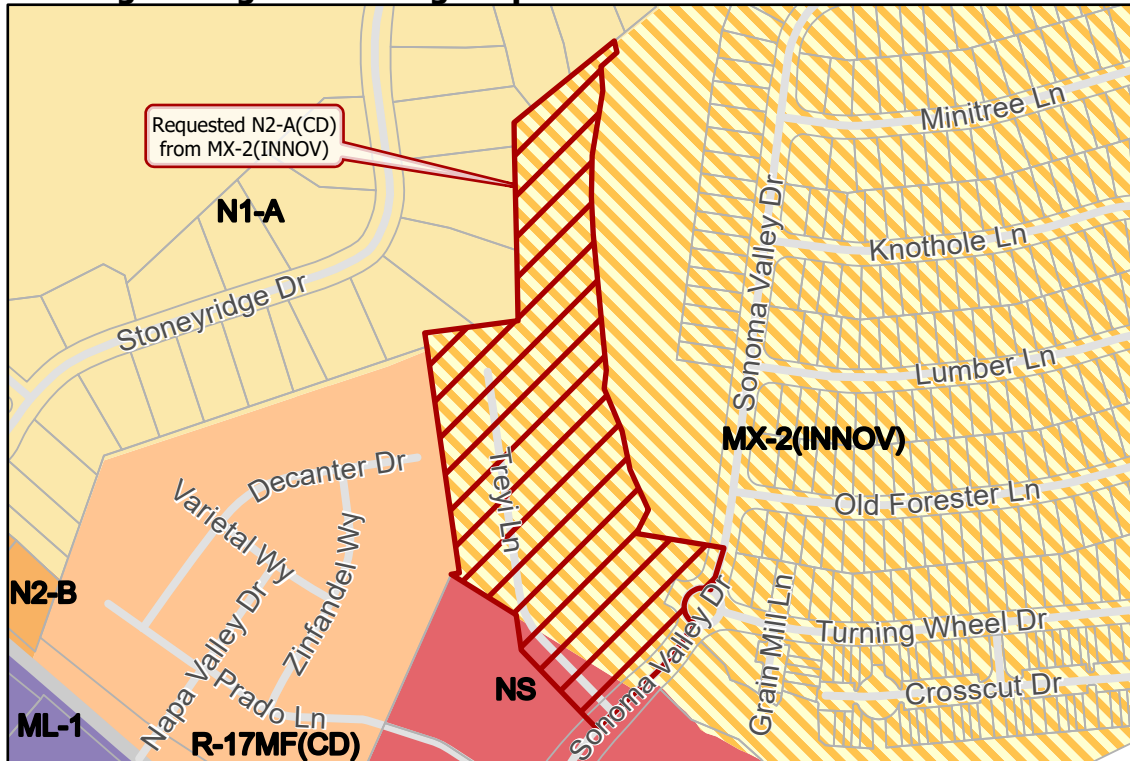 Requested N2-A(CD)
from MX-2(INNOV)
Minitree Ln
N1-A
Sonoma Valley Dr
Knothole Ln
Stoneyridge Dr
Lumber Ln
MX-2(INNOV)
Decanter Dr
Treyi Ln
Varietal Wy
Old Forester Ln
Zinfandel Wy
N2-B
Napa Valley Dr
Grain Mill Ln
Turning Wheel Dr
Sonoma Valley Dr
NS
Prado Ln
Crosscut Dr
ML-1
R-17MF(CD)